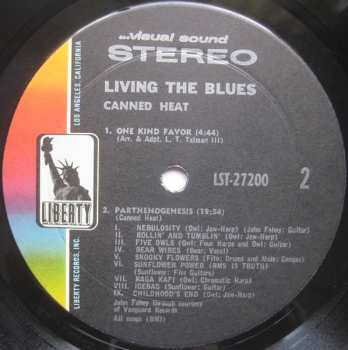 ...visual sound
STEREO
LIVING THE BLUES
CANNED HEAT
1. ONE KIND FAVOR (4:44)
(Arr. & Adpt. L. T. Tatman III)
LST-27200
2
2. PARTHENOGENESIS (19:54)
(Canned Heat)
I. NEBULOSITY (Owl: Jaw-Harp)
II. ROLLIN' AND TUMBLIN' (Owl: Jaw-Harp) (John Fahey: Guitar)
III. FIVE OWLS (Owl: Four Harps and Owl: Guitar)
IV. BEAR WIRES (Bear: Vocal)
V. SNOOKY FLOWERS (Fito: Drums and Congas)
VI. SUNFLOWER POWER (RMS IS TRUTH)
(Sunflower: Five Guitars)
VII. RAGA KAFI (Owl: Chromatic Harp)
VIII. ICEBAG (Sunflower: Guitar)
IX. CHILDHOOD'S END (Owl: Jaw-Harp)
John Fahey through courtesy
of Vanguard Records
All songs (BMI)
LIBERTY
LOS ANGELES, CALIFORNIA
LIBERTY RECORDS, INC.